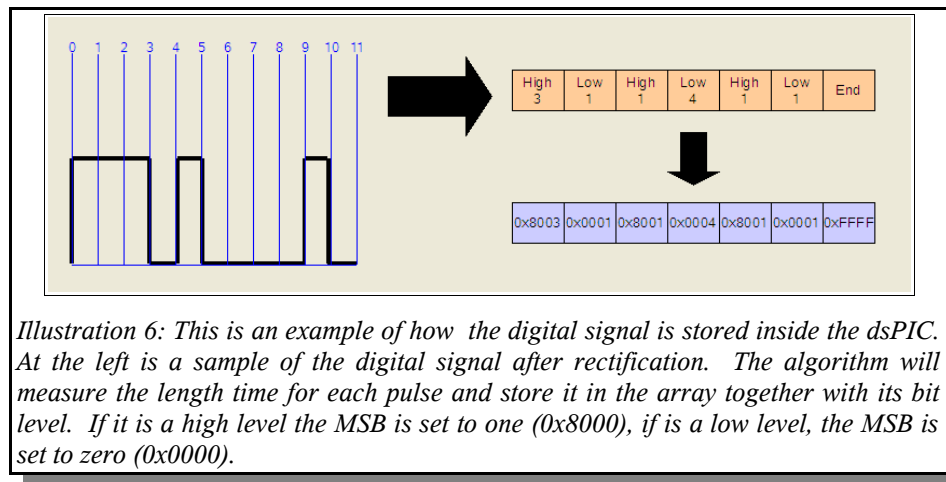 0 1 2 3 4 5 6 7 8 9 10 11
High Low High Low High Low End
3 1 1 4 1 1
0x8003 0x0001 0x8001 0x0004 0x8001 0x0001 0xFFFF
Illustration 6: This is an example of how the digital signal is stored inside the dsPIC.
At the left is a sample of the digital signal after rectification. The algorithm will
measure the length time for each pulse and store it in the array together with its bit
level. If it is a high level the MSB is set to one (0x8000), if is a low level, the MSB is
set to zero (0x0000).